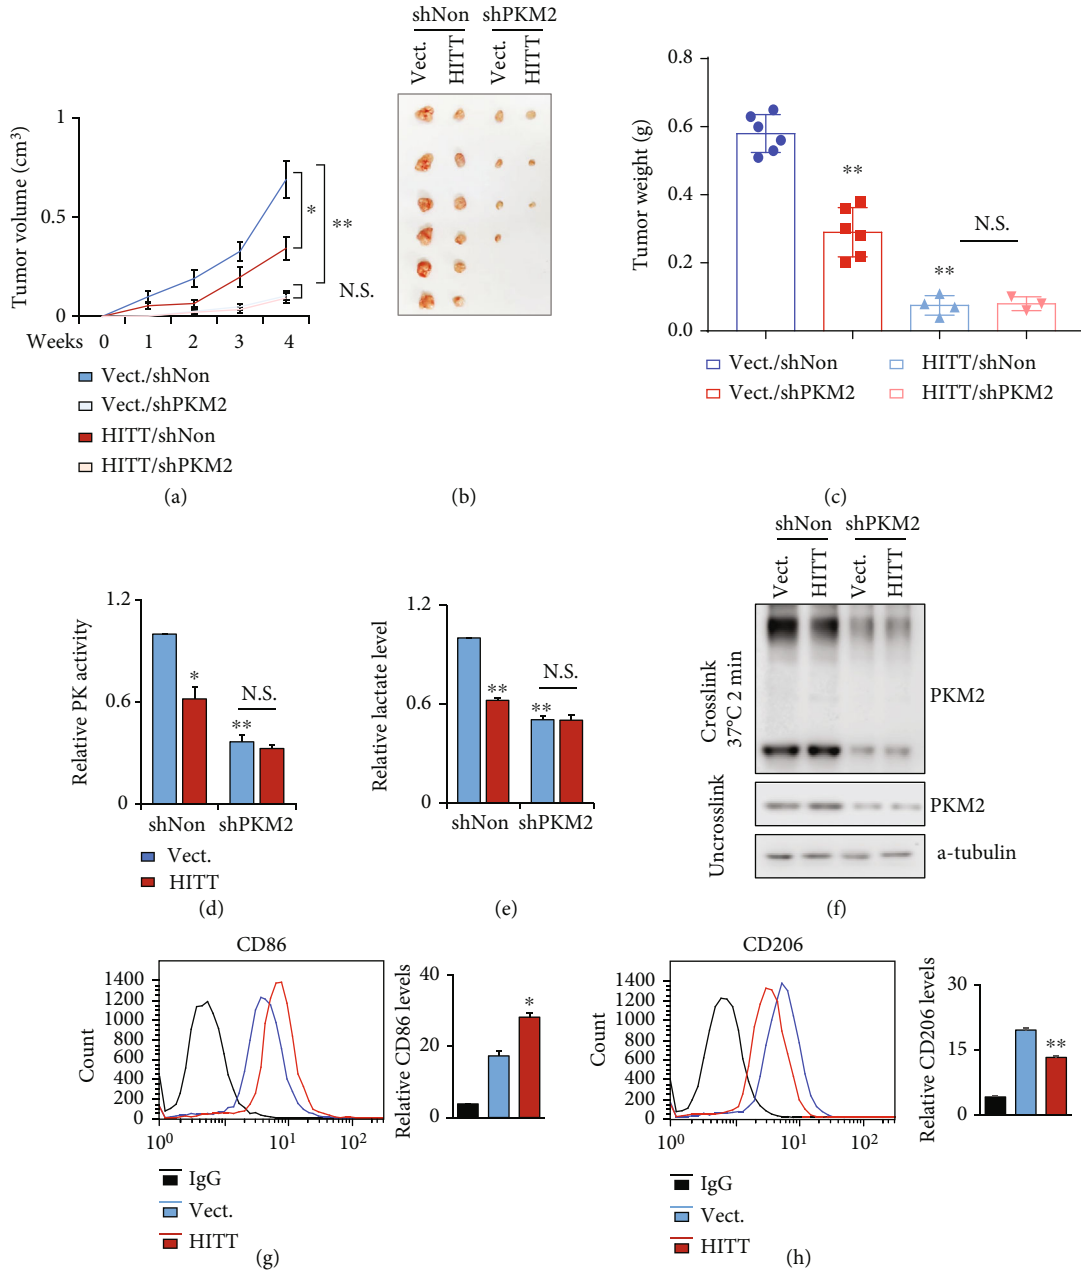 shNon shPKM2
Vect. HITT Vect. HITT
Tumor volume (cm³)
1
0.5
0
* ** N.S.
Weeks 0 1 2 3 4
Vect./shNon
Vect./shPKM2
HITT/shNon
HITT/shPKM2
(a)
(b)
Tumor weight (g)
0.8
0.6
0.4
0.2
0.0
**
**
N.S.
Vect./shNon HITT/shNon
Vect./shPKM2 HITT/shPKM2
(c)
Relative PK activity
1.2
0.6
0
*
**
N.S.
shNon shPKM2
Vect.
HITT
(d)
Relative lactate level
1.2
0.6
0
**
**
N.S.
shNon shPKM2
(e)
shNon shPKM2
Vect. HITT Vect. HITT
Crosslink
37°C 2 min
PKM2
Uncrosslink
PKM2
a-tubulin
(f)
CD86
Count
1400
1200
1000
800
600
400
200
0
10⁰ 10¹ 10²
Relative CD86 levels
40
20
0
*
IgG
Vect.
HITT
(g)
CD206
Count
1400
1200
1000
800
600
400
200
0
10⁰ 10¹ 10²
Relative CD206 levels
30
15
0
**
IgG
Vect.
HITT
(h)